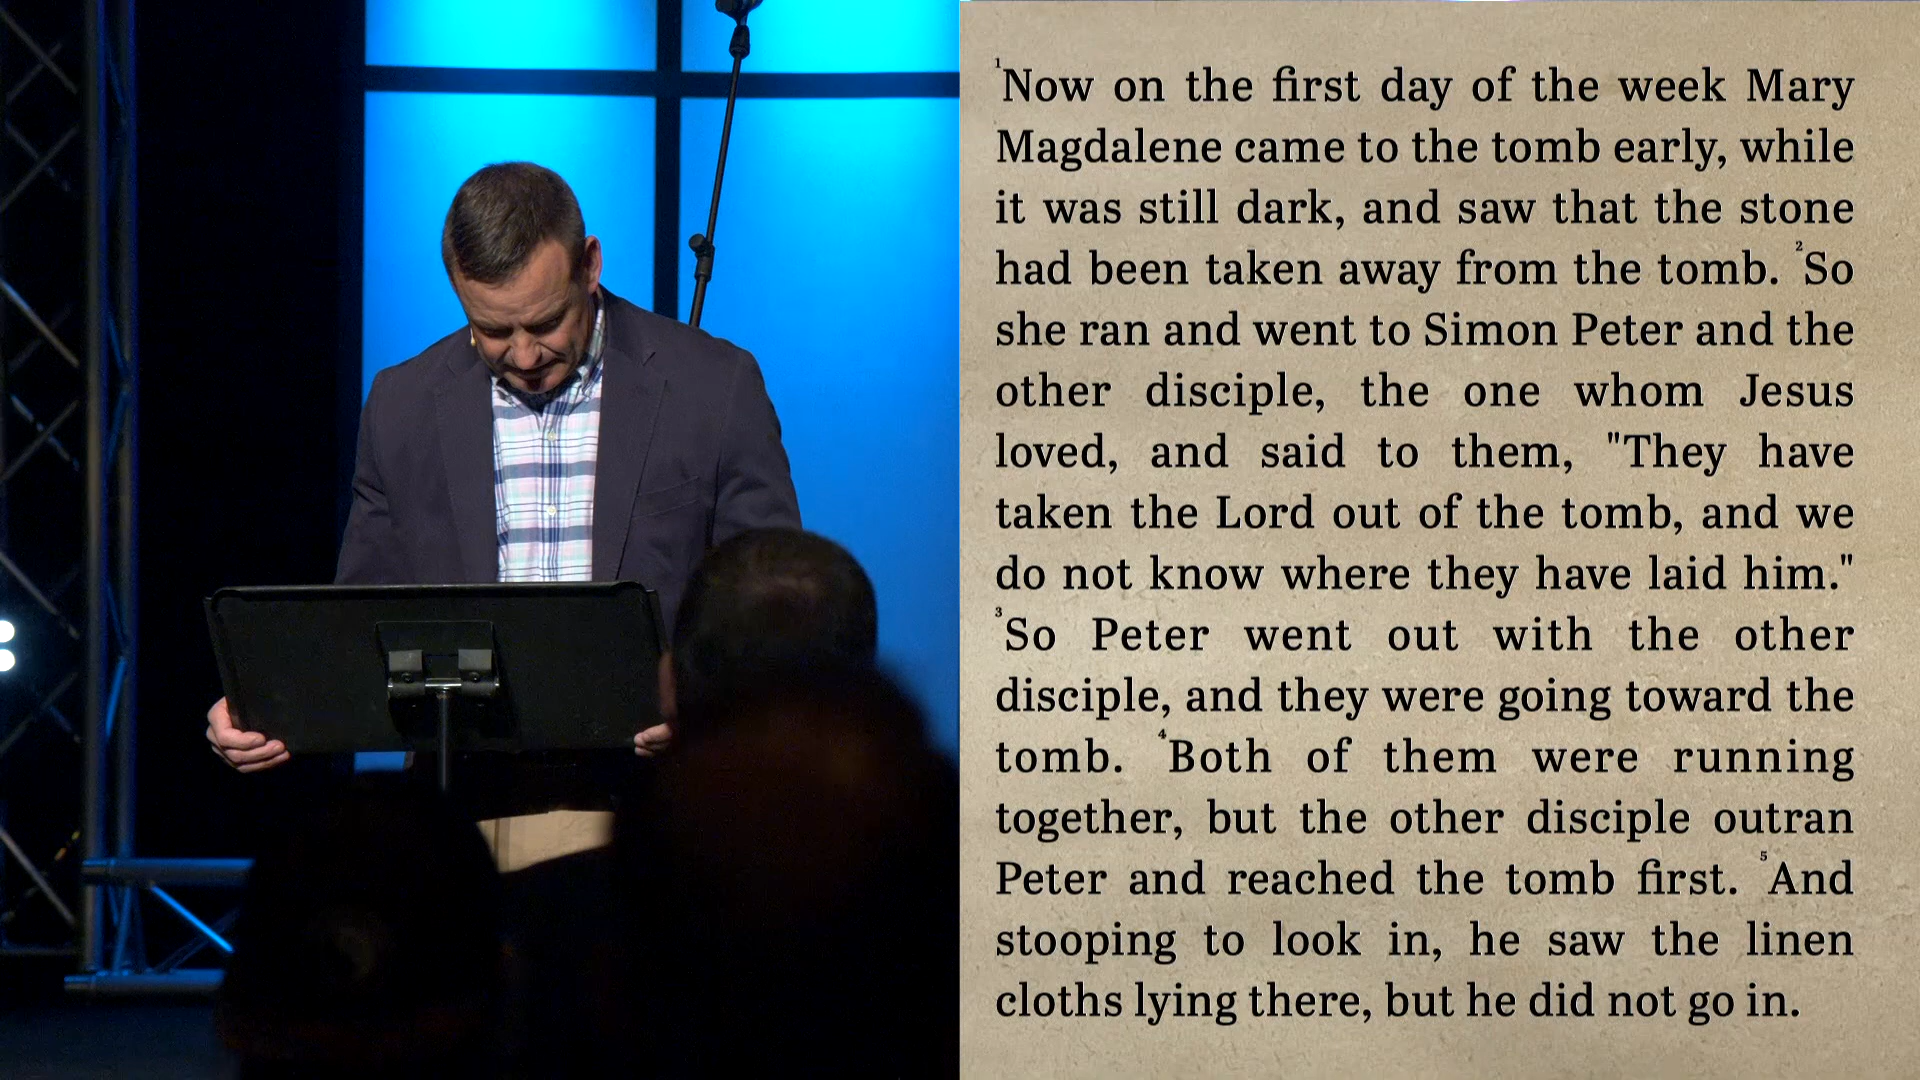 ¹Now on the first day of the week Mary
Magdalene came to the tomb early, while
it was still dark, and saw that the stone
had been taken away from the tomb. ²So
she ran and went to Simon Peter and the
other disciple, the one whom Jesus
loved, and said to them, "They have
taken the Lord out of the tomb, and we
do not know where they have laid him."
³So Peter went out with the other
disciple, and they were going toward the
tomb. ⁴Both of them were running
together, but the other disciple outran
Peter and reached the tomb first. ⁵And
stooping to look in, he saw the linen
cloths lying there, but he did not go in.